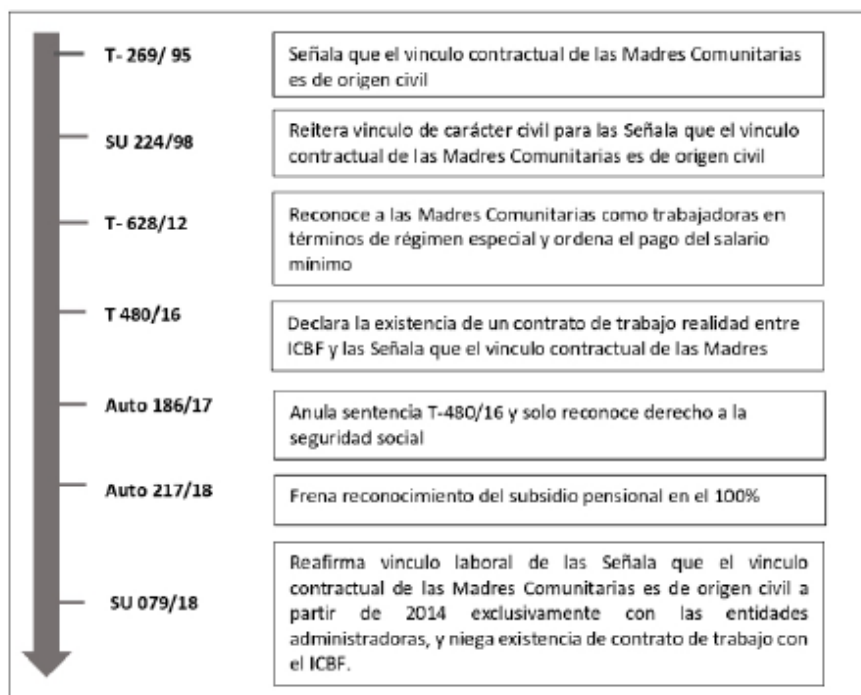 T- 269/ 95
Señala que el vinculo contractual de las Madres Comunitarias
es de origen civil
SU 224/98
Reitera vinculo de carácter civil para las Señala que el vinculo
contractual de las Madres Comunitarias es de origen civil
T- 628/12
Reconoce a las Madres Comunitarias como trabajadoras en
términos de régimen especial y ordena el pago del salario
mínimo
T 480/16
Declara la existencia de un contrato de trabajo realidad entre
ICBF y las Señala que el vinculo contractual de las Madres
Auto 186/17
Anula sentencia T-480/16 y solo reconoce derecho a la
seguridad social
Auto 217/18
Frena reconocimiento del subsidio pensional en el 100%
SU 079/18
Reafirma vinculo laboral de las Señala que el vinculo
contractual de las Madres Comunitarias es de origen civil a
partir de 2014 exclusivamente con las entidades
administradoras, y niega existencia de contrato de trabajo con
el ICBF.